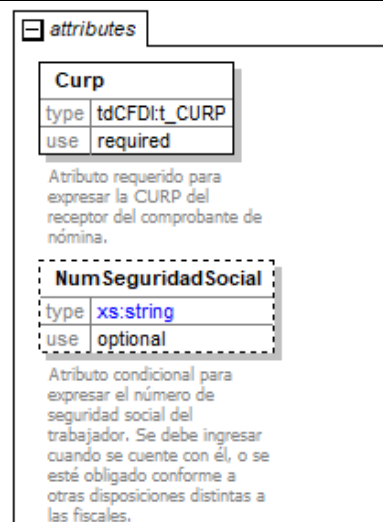 attributes
Curp
type tdCFDI:t_CURP
use required
Atributo requerido para
expresar la CURP del
receptor del comprobante de
nómina.
NumSeguridadSocial
type xs:string
use optional
Atributo condicional para
expresar el número de
seguridad social del
trabajador. Se debe ingresar
cuando se cuente con él, o se
esté obligado conforme a
otras disposiciones distintas a
las fiscales.